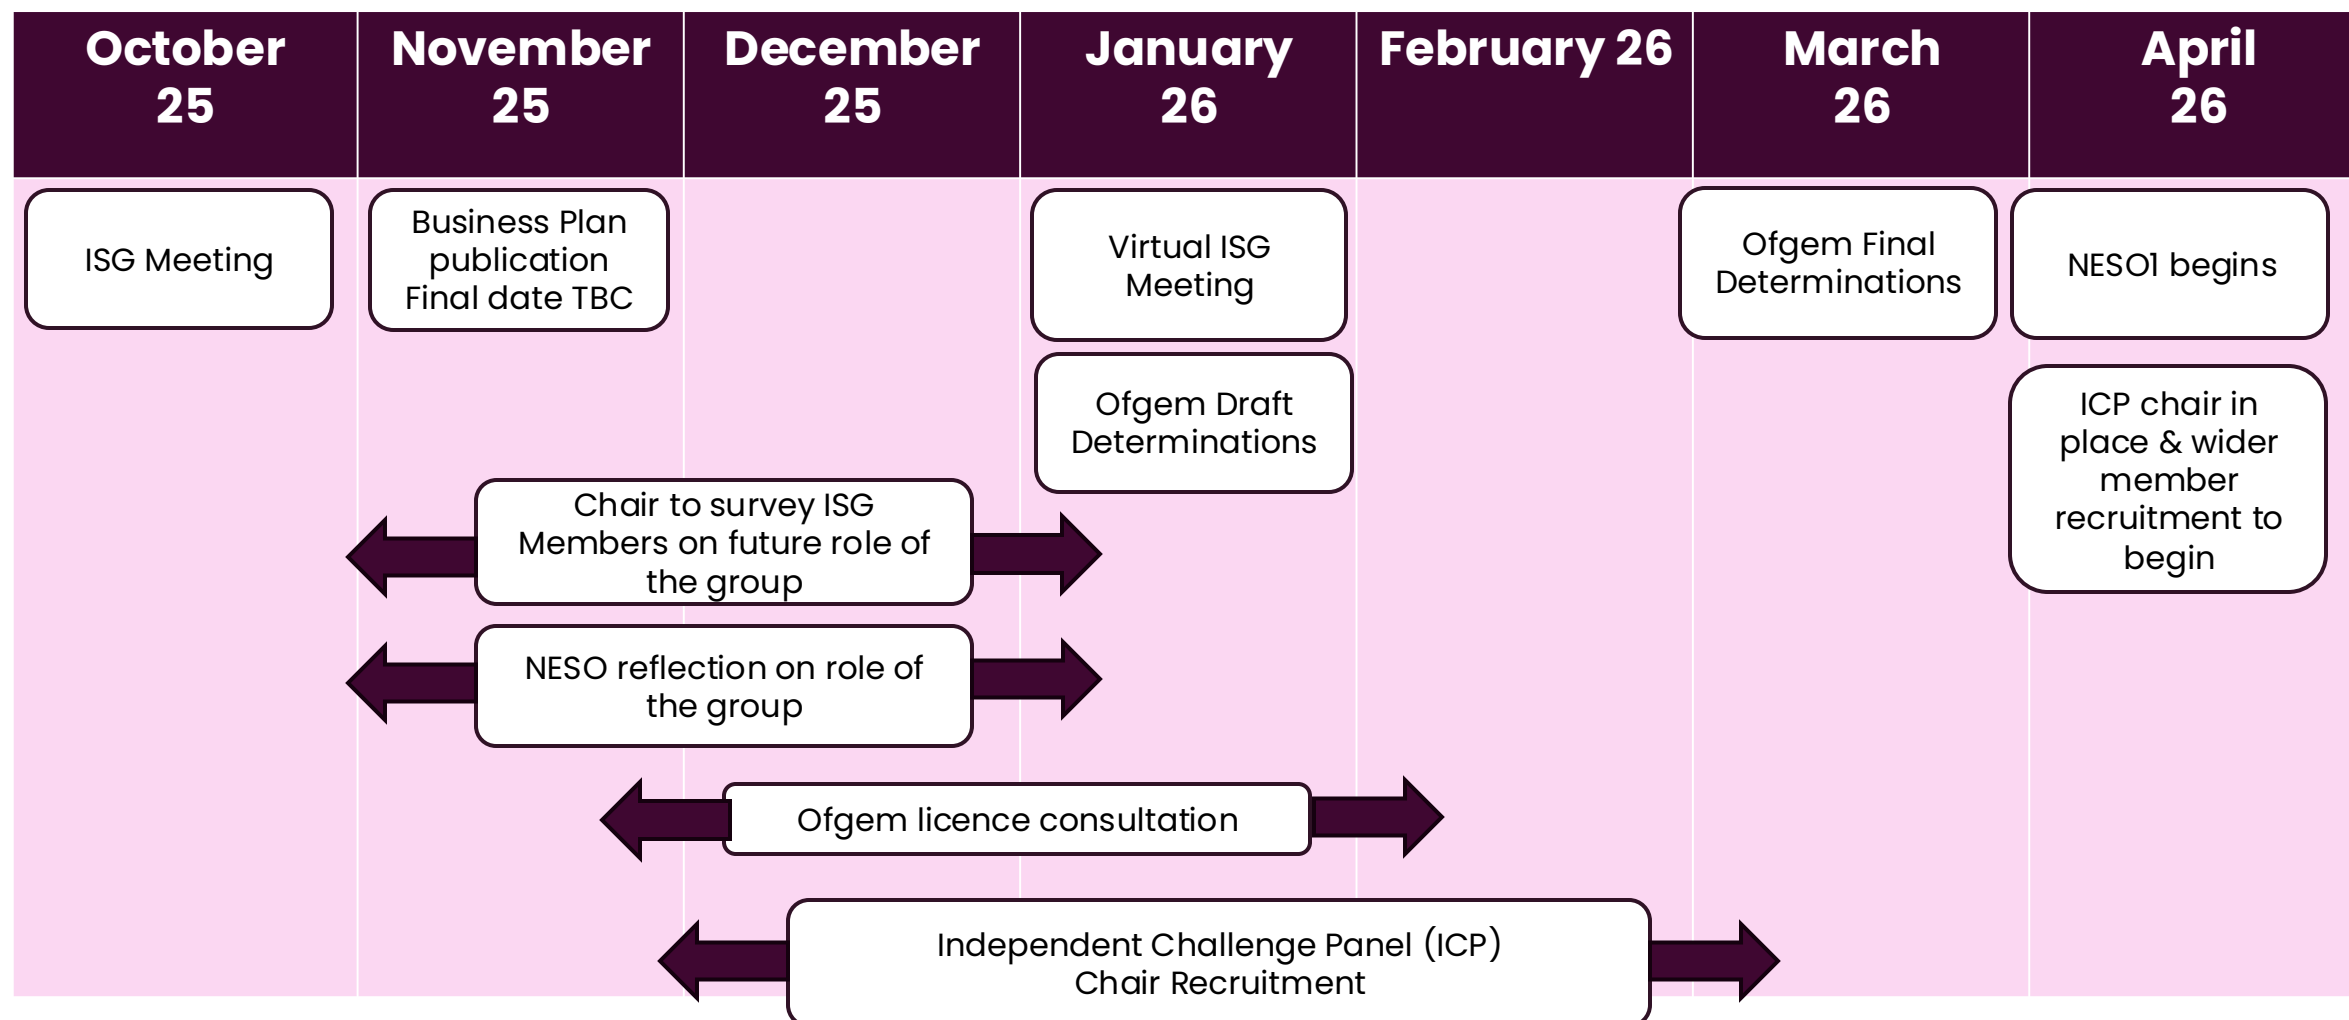 October
25
November
25
December
25
January
26
February 26
March
26
April
26
ISG Meeting
Business Plan
publication
Final date TBC
Virtual ISG
Meeting
Ofgem Final
Determinations
NESO1 begins
Ofgem Draft
Determinations
ICP chair in
place & wider
member
recruitment to
begin
Chair to survey ISG
Members on future role of
the group
NESO reflection on role of
the group
Ofgem licence consultation
Independent Challenge Panel (ICP)
Chair Recruitment